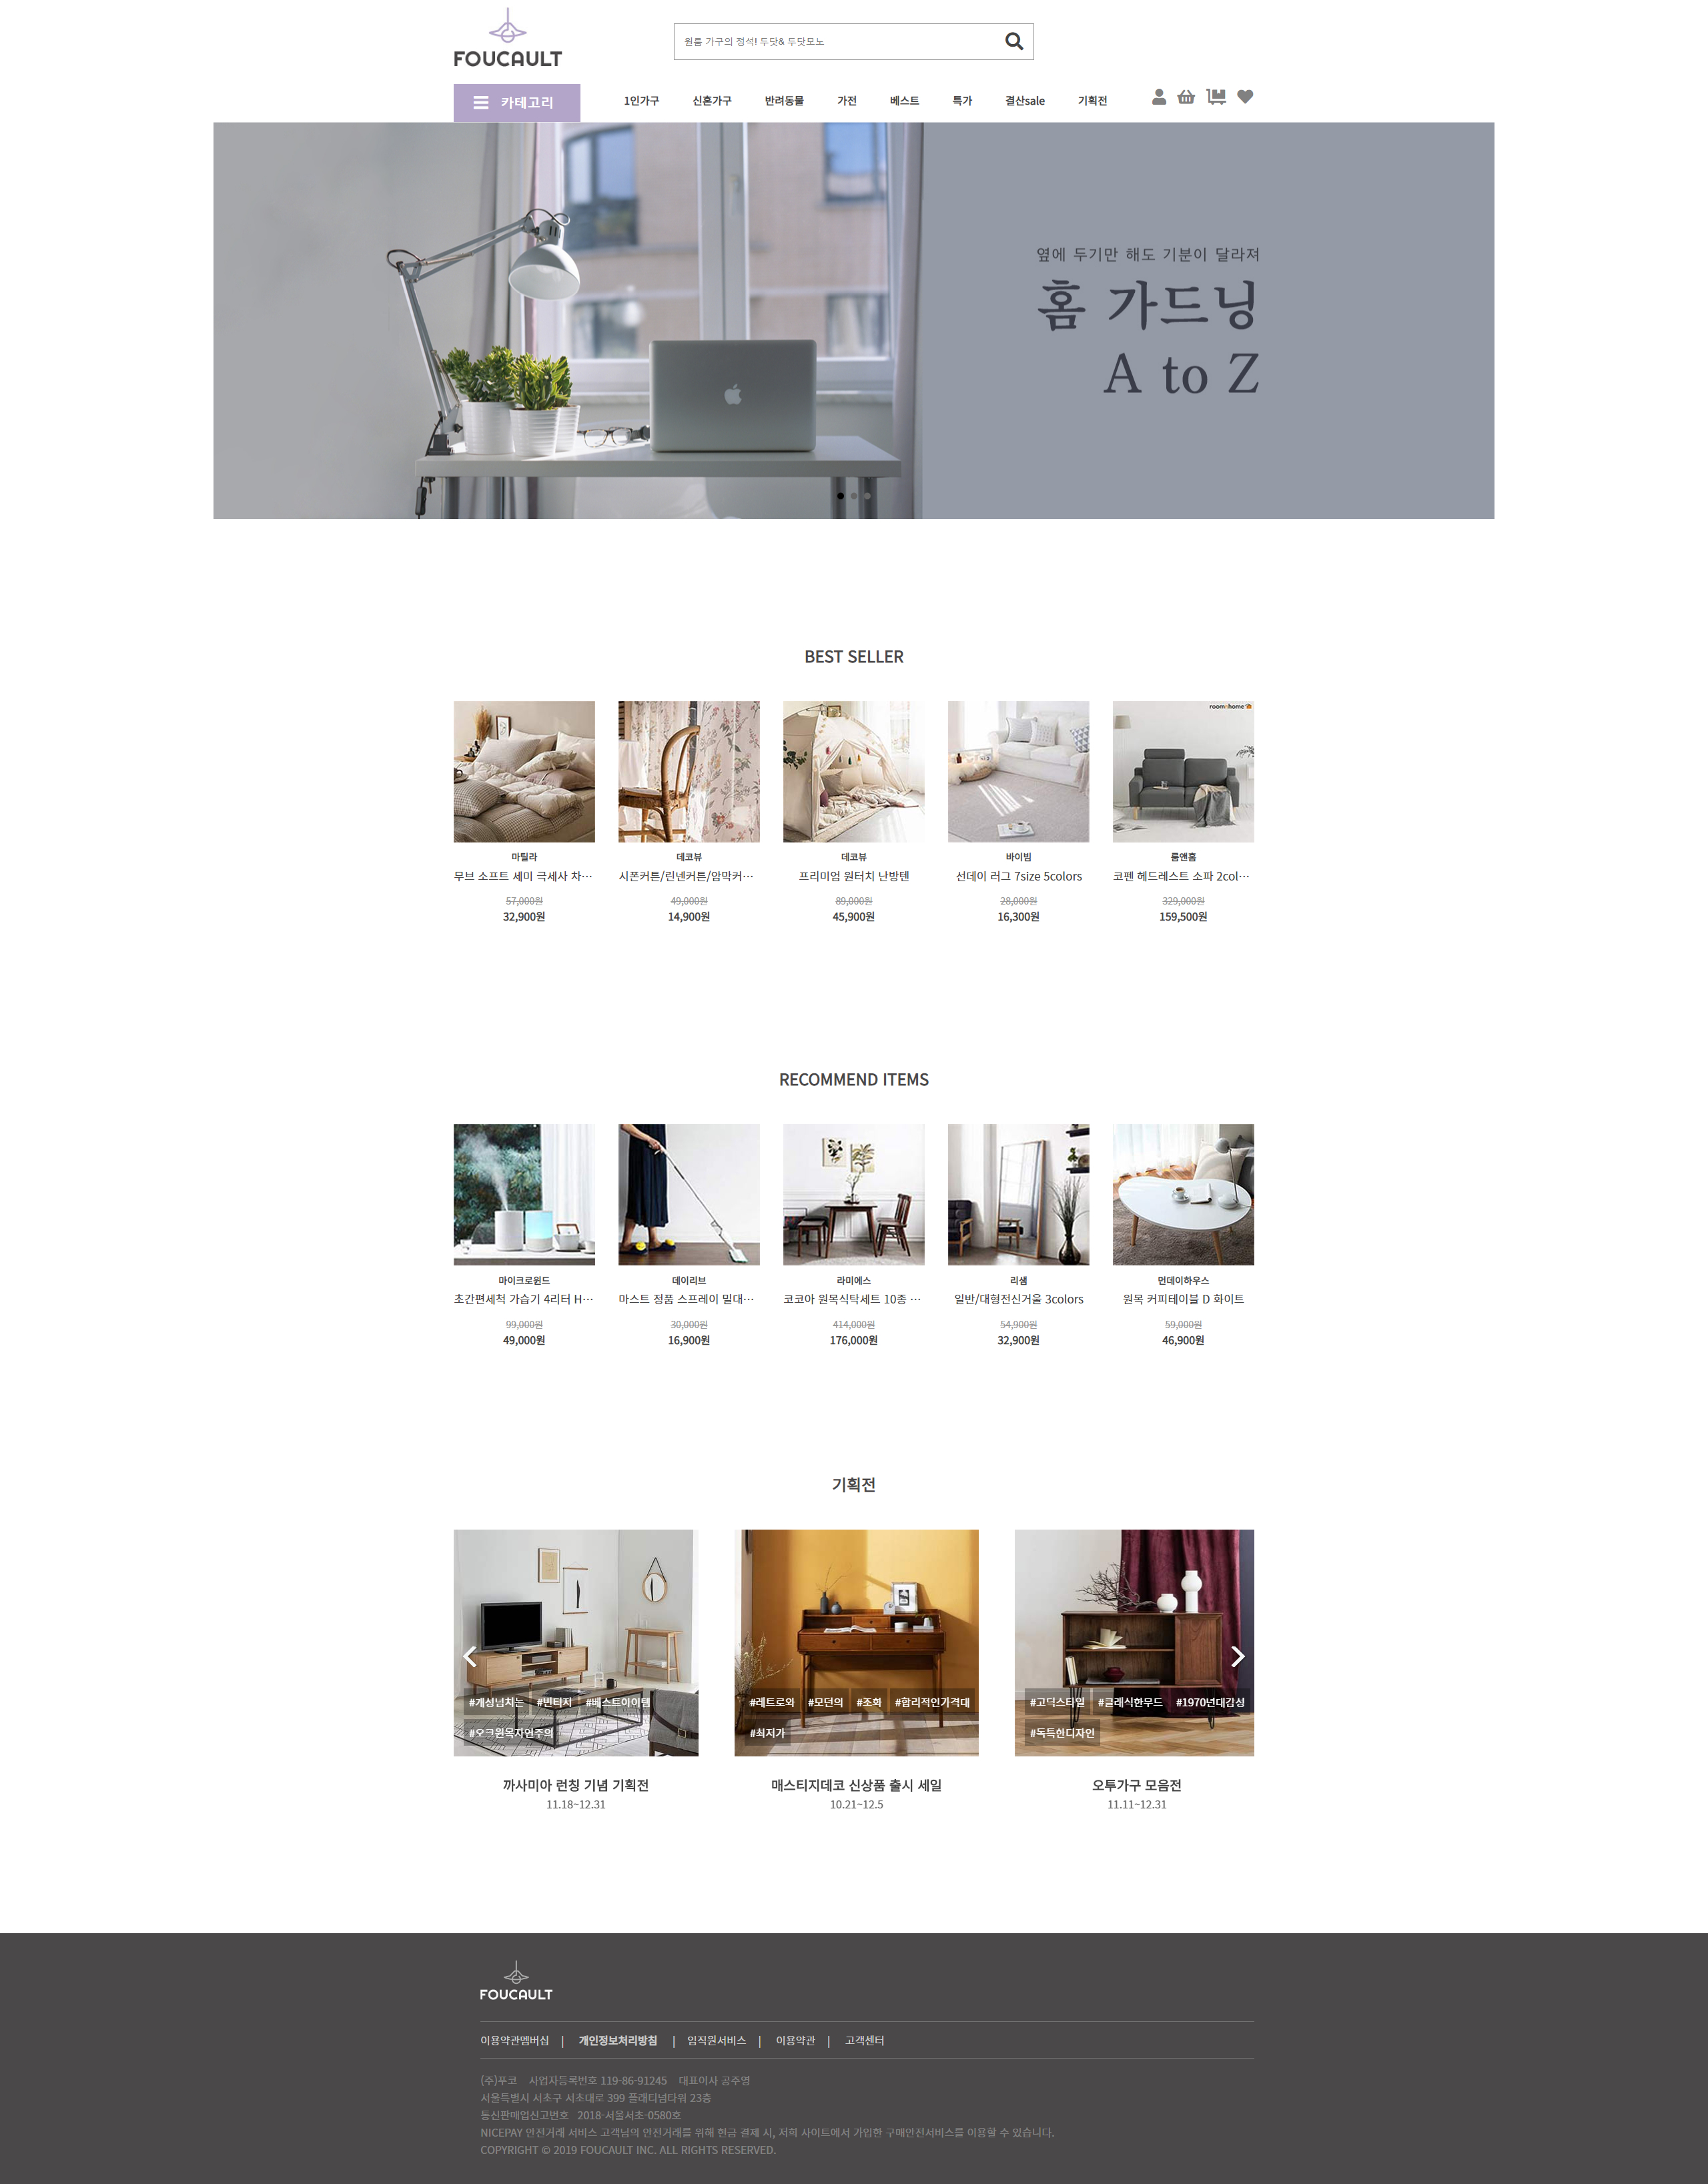 FOUCAULT
원룸 가구의 정석! 두닷& 두닷모노
카테고리
1인가구 신혼가구 반려동물 가전 베스트 특가 결산sale 기획전
옆에 두기만 해도 기분이 달라져
홈 가드닝
A to Z
BEST SELLER
room&home
마틸라 데코뷰 데코뷰 바이빔 룸앤홈
무브 소프트 세미 극세사 차… 시폰커튼/린넨커튼/암막커… 프리미엄 원터치 난방텐 선데이 러그 7size 5colors 코펜 헤드레스트 소파 2col…
57,000원 49,000원 89,000원 28,000원 329,000원
32,900원 14,900원 45,900원 16,300원 159,500원
RECOMMEND ITEMS
마이크로윈드 데이리브 라미에스 리샘 먼데이하우스
초간편세척 가습기 4리터 H… 마스트 정품 스프레이 밀대… 코코아 원목식탁세트 10종 … 일반/대형전신거울 3colors 원목 커피테이블 D 화이트
99,000원 30,000원 414,000원 54,900원 59,000원
49,000원 16,900원 176,000원 32,900원 46,900원
기획전
#개성넘치는 #빈티지 #베스트아이템 #레트로와 #모던의 #조화 #합리적인가격대 #고딕스타일 #클래식한무드 #1970년대감성
#오크원목자연주의 #최저가 #독특한디자인
까사미아 런칭 기념 기획전 매스티지데코 신상품 출시 세일 오투가구 모음전
11.18~12.31 10.21~12.5 11.11~12.31
FOUCAULT
이용약관멤버십 | 개인정보처리방침 | 임직원서비스 | 이용약관 | 고객센터
(주)푸코 사업자등록번호 119-86-91245 대표이사 공주영
서울특별시 서초구 서초대로 399 플래티넘타워 23층
통신판매업신고번호 2018-서울서초-0580호
NICEPAY 안전거래 서비스 고객님의 안전거래를 위해 현금 결제 시, 저희 사이트에서 가입한 구매안전서비스를 이용할 수 있습니다.
COPYRIGHT © 2019 FOUCAULT INC. ALL RIGHTS RESERVED.